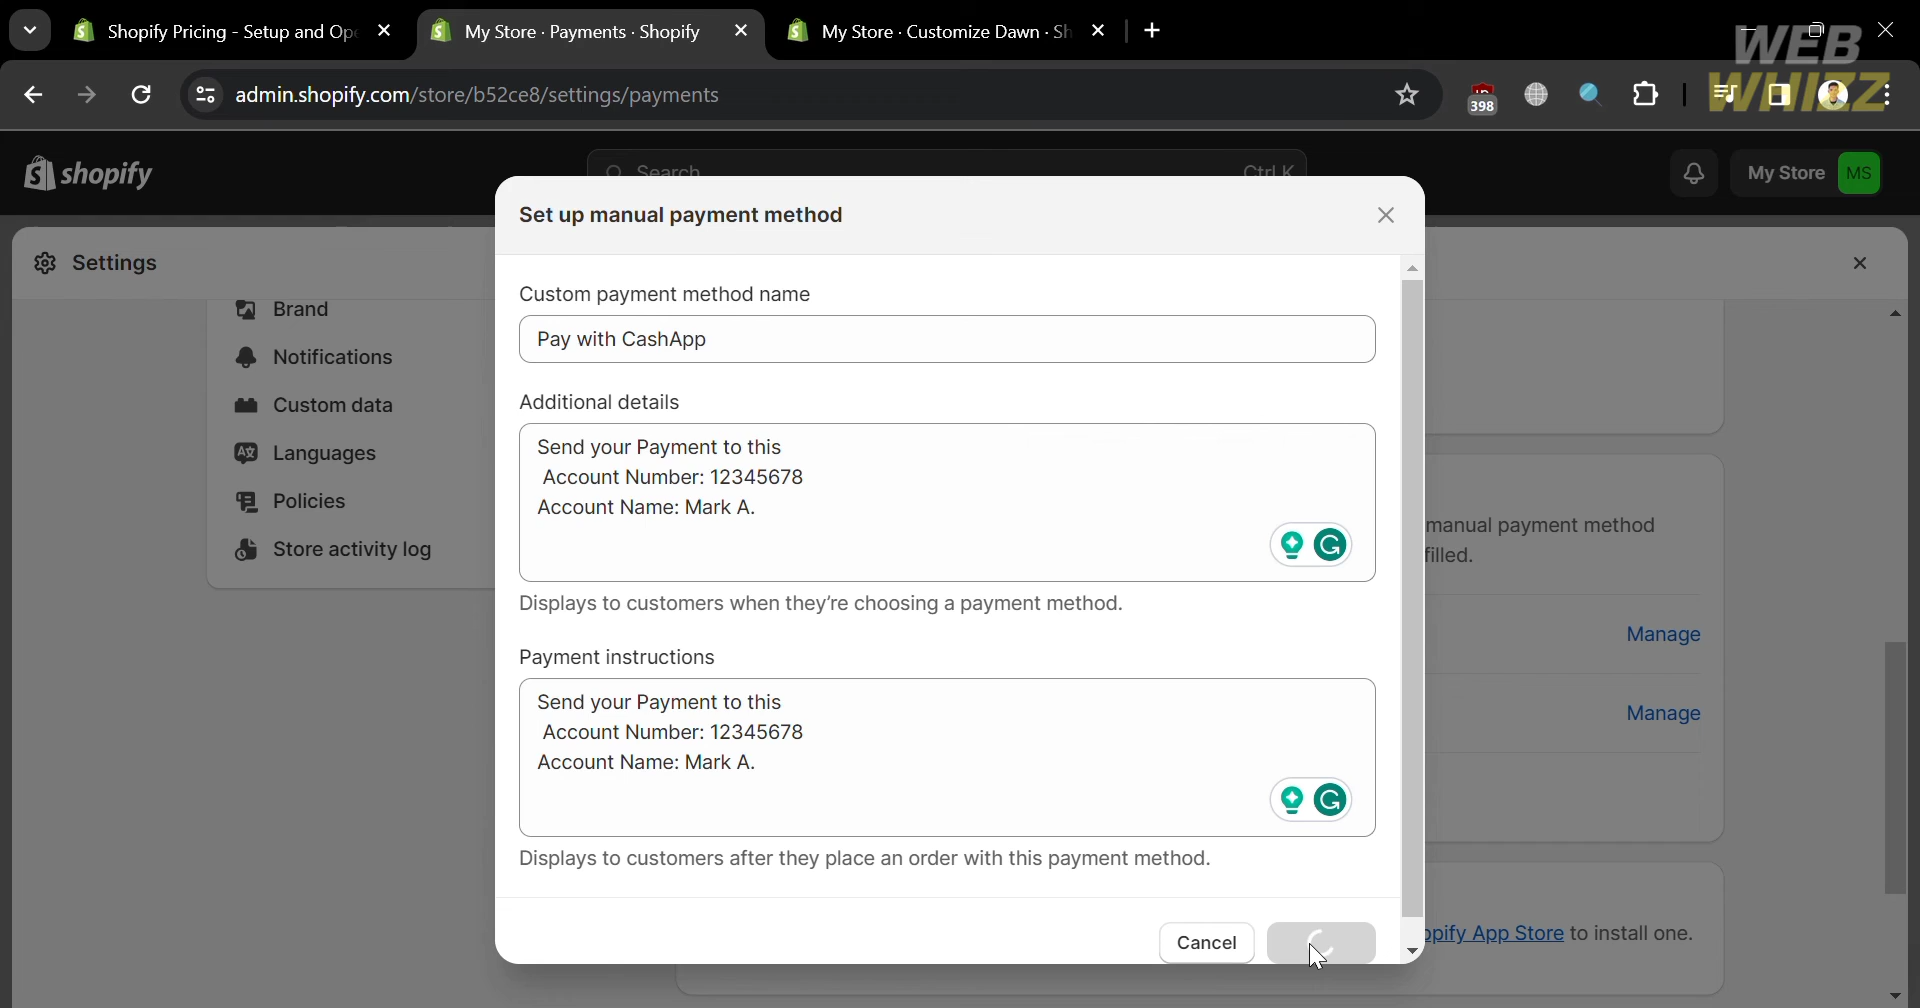 Shopify Pricing - Setup and Ope
My Store · Payments · Shopify
My Store · Customize Dawn · Sh
WEB
WHIZZ
admin.shopify.com/store/b52ce8/settings/payments
398
shopify
Search
Ctrl K
My Store
MS
Settings
Set up manual payment method
Brand
Notifications
Custom data
Languages
Policies
Store activity log
Custom payment method name
Pay with CashApp
Additional details
Send your Payment to this
Account Number: 12345678
Account Name: Mark A.
Displays to customers when they're choosing a payment method.
Payment instructions
Send your Payment to this
Account Number: 12345678
Account Name: Mark A.
Displays to customers after they place an order with this payment method.
Cancel
manual payment method
filled.
Manage
Manage
opify App Store to install one.